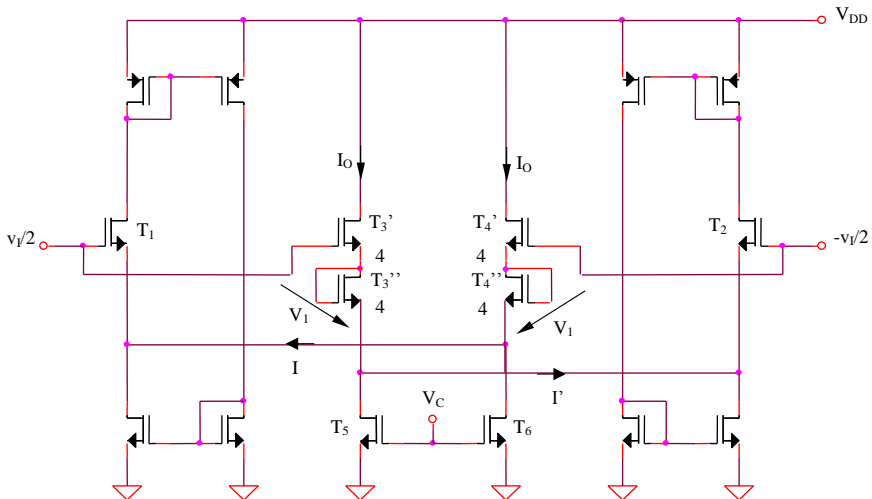 V_DD
I_O I_O
v_I/2 T_1 T_3' T_4' T_2 -v_I/2
4 4
T_3'' T_4''
4 4
V_1 V_1
I I'
V_C
T_5 T_6